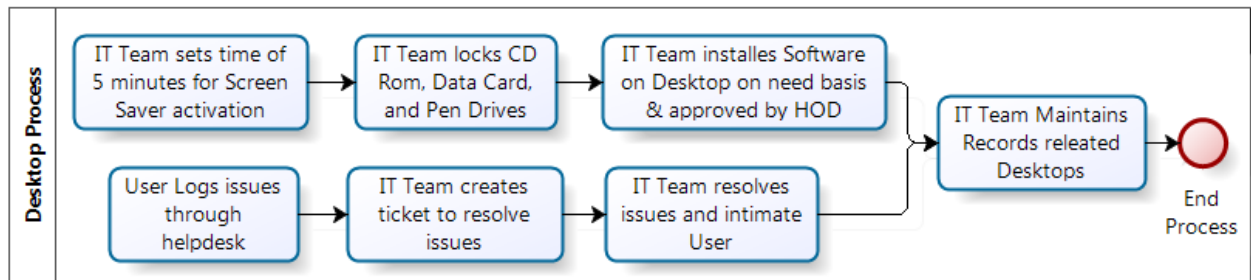 Desktop Process
IT Team sets time of
5 minutes for Screen
Saver activation
IT Team locks CD
Rom, Data Card,
and Pen Drives
IT Team installes Software
on Desktop on need basis
& approved by HOD
IT Team Maintains
Records releated
Desktops
End
Process
User Logs issues
through
helpdesk
IT Team creates
ticket to resolve
issues
IT Team resolves
issues and intimate
User